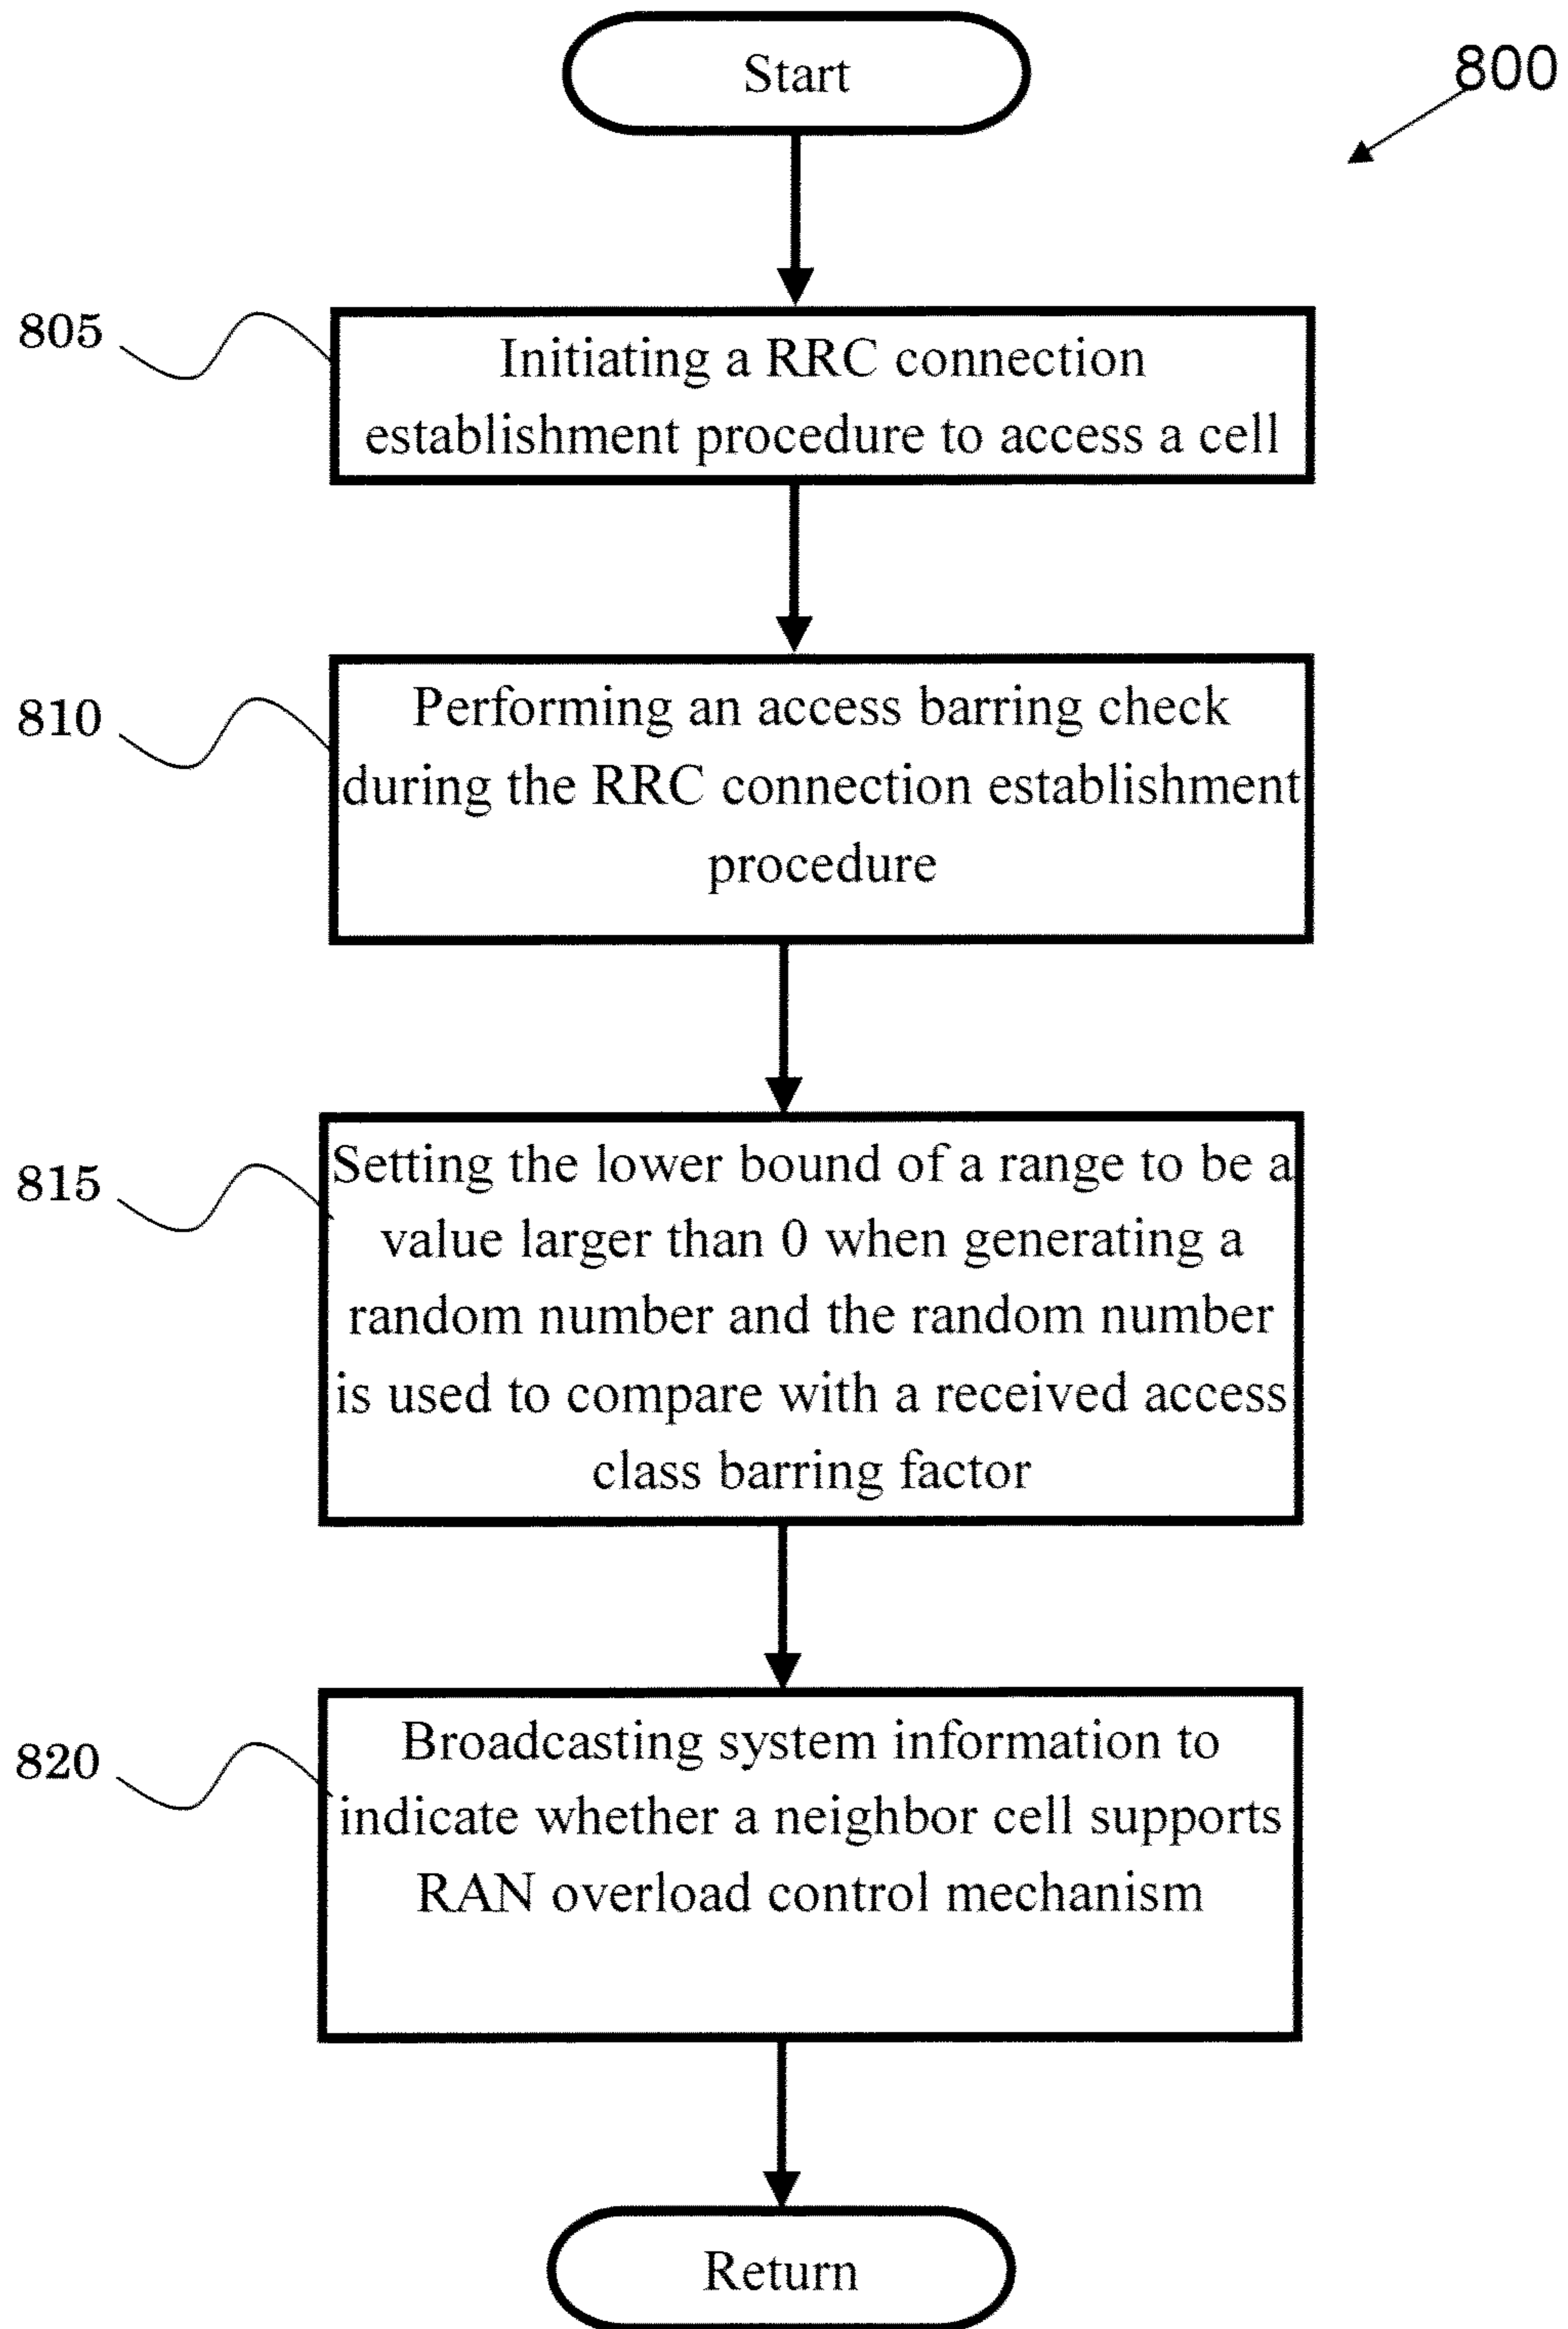 Start
800
805
Initiating a RRC connection
establishment procedure to access a cell
810
Performing an access barring check
during the RRC connection establishment
procedure
815
Setting the lower bound of a range to be a
value larger than 0 when generating a
random number and the random number
is used to compare with a received access
class barring factor
820
Broadcasting system information to
indicate whether a neighbor cell supports
RAN overload control mechanism
Return